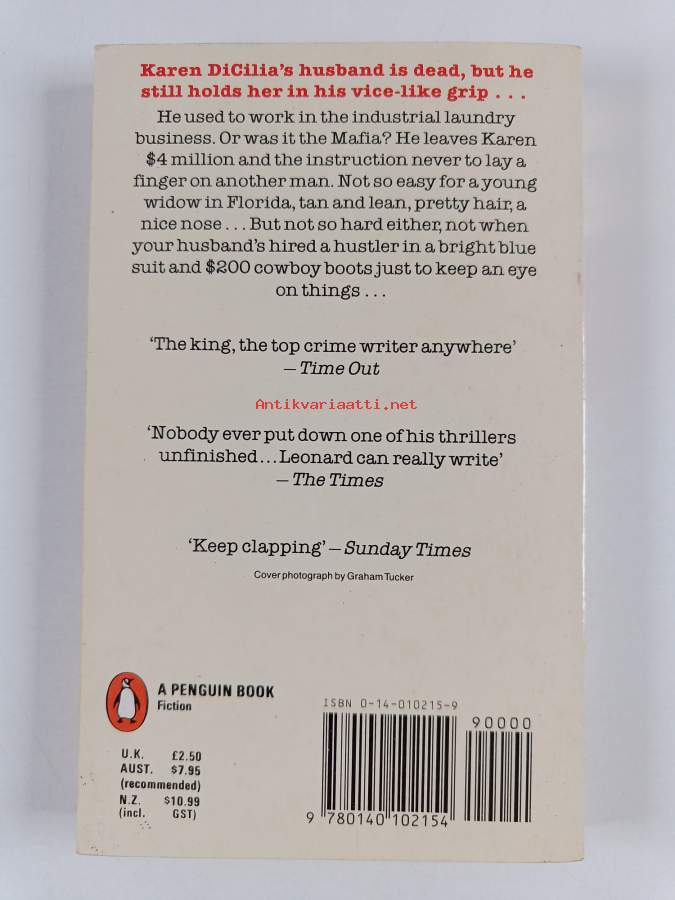 Karen DiCilia's husband is dead, but he
still holds her in his vice-like grip . . .
He used to work in the industrial laundry
business. Or was it the Mafia? He leaves Karen
$4 million and the instruction never to lay a
finger on another man. Not so easy for a young
widow in Florida, tan and lean, pretty hair, a
nice nose . . . But not so hard either, not when
your husband's hired a hustler in a bright blue
suit and $200 cowboy boots just to keep an eye
on things . . .
'The king, the top crime writer anywhere'
– Time Out
Antikvariaatti.net
'Nobody ever put down one of his thrillers
unfinished...Leonard can really write'
– The Times
'Keep clapping' – Sunday Times
Cover photograph by Graham Tucker
A PENGUIN BOOK
Fiction
ISBN 0-14-010215-9
90000
U.K. £2.50
AUST. $7.95
(recommended)
N.Z. $10.99
(incl. GST)
9 780140 102154